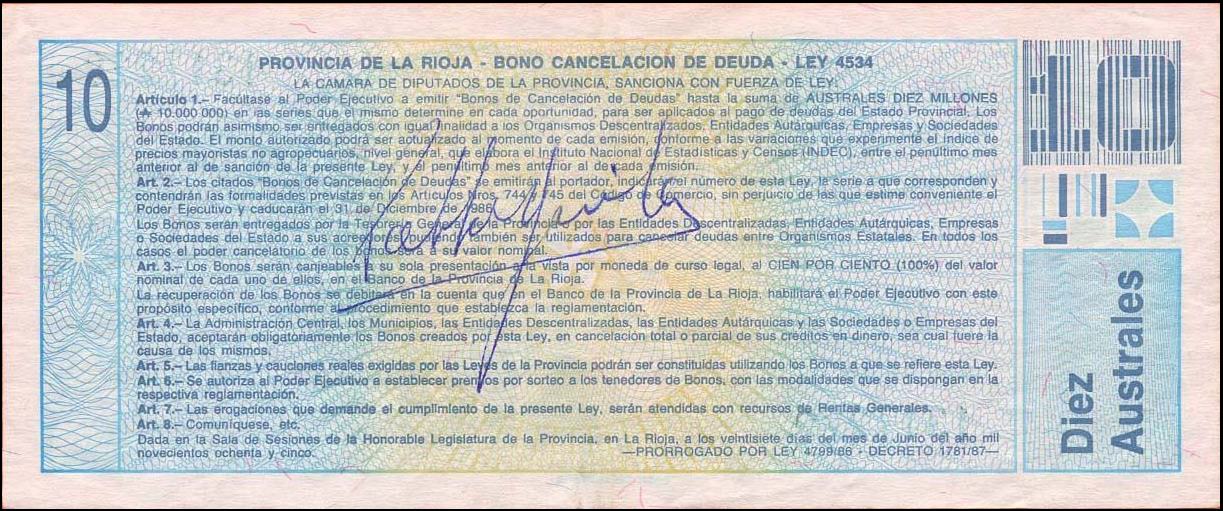 10
PROVINCIA DE LA RIOJA - BONO CANCELACION DE DEUDA - LEY 4534
LA CAMARA DE DIPUTADOS DE LA PROVINCIA, SANCIONA CON FUERZA DE LEY:
Artículo 1.– Facúltase al Poder Ejecutivo a emitir "Bonos de Cancelación de Deudas" hasta la suma de AUSTRALES DIEZ MILLONES
(₳ 10.000.000) en las series que el mismo determine en cada oportunidad, para ser aplicados al pago de deudas del Estado Provincial. Los
Bonos podrán asimismo ser entregados con igual finalidad a los Organismos Descentralizados, Entidades Autárquicas, Empresas y Sociedades
del Estado. El monto autorizado podrá ser actualizado al momento de cada emisión, conforme a las variaciones que experimente el Indice de
precios mayoristas no agropecuarios, nivel general, que elabora el Instituto Nacional de Estadísticas y Censos (INDEC), entre el penúltimo mes
anterior al de sanción de la presente Ley, y el penúltimo mes anterior al de cada emisión.
Art. 2.– Los citados "Bonos de Cancelación de Deudas" se emitirán al portador, indicarán el número de esta Ley, la serie a que corresponden y
contendrán las formalidades previstas en los Artículos Nros. 744 y 745 del Código de Comercio, sin perjuicio de las que estime conveniente el
Poder Ejecutivo y caducarán el 31 de Diciembre de 1986.
Los Bonos serán entregados por la Tesorería General de la Provincia o por las Entidades Descentralizadas, Entidades Autárquicas, Empresas
o Sociedades del Estado a sus acreedores, pudiendo también ser utilizados para cancelar deudas entre Organismos Estatales. En todos los
casos el poder cancelatorio de los bonos será a su valor nominal.
Art. 3.– Los Bonos serán canjeables a su sola presentación a la vista por moneda de curso legal, al CIEN POR CIENTO (100%) del valor
nominal de cada uno de ellos, en el Banco de la Provincia de La Rioja.
La recuperación de los Bonos se debitará en la cuenta que en el Banco de la Provincia de La Rioja, habilitará el Poder Ejecutivo con este
propósito específico, conforme al procedimiento que establezca la reglamentación.
Art. 4.– La Administración Central, los Municipios, las Entidades Descentralizadas, las Entidades Autárquicas y las Sociedades o Empresas del
Estado, aceptarán obligatoriamente los Bonos creados por esta Ley, en cancelación total o parcial de sus créditos en dinero, sea cual fuere la
causa de los mismos.
Art. 5.– Las fianzas y cauciones reales exigidas por las Leyes de la Provincia podrán ser constituidas utilizando los Bonos a que se refiere esta Ley.
Art. 6.– Se autoriza al Poder Ejecutivo a establecer premios por sorteo a los tenedores de Bonos, con las modalidades que se dispongan en la
respectiva reglamentación.
Art. 7.– Las erogaciones que demande el cumplimiento de la presente Ley, serán atendidas con recursos de Rentas Generales.
Art. 8.– Comuníquese, etc.
Dada en la Sala de Sesiones de la Honorable Legislatura de la Provincia, en La Rioja, a los veintisiete días del mes de Junio del año mil
novecientos ochenta y cinco.
—PRORROGADO POR LEY 4799/86 - DECRETO 1781/87—
10
Diez
Australes